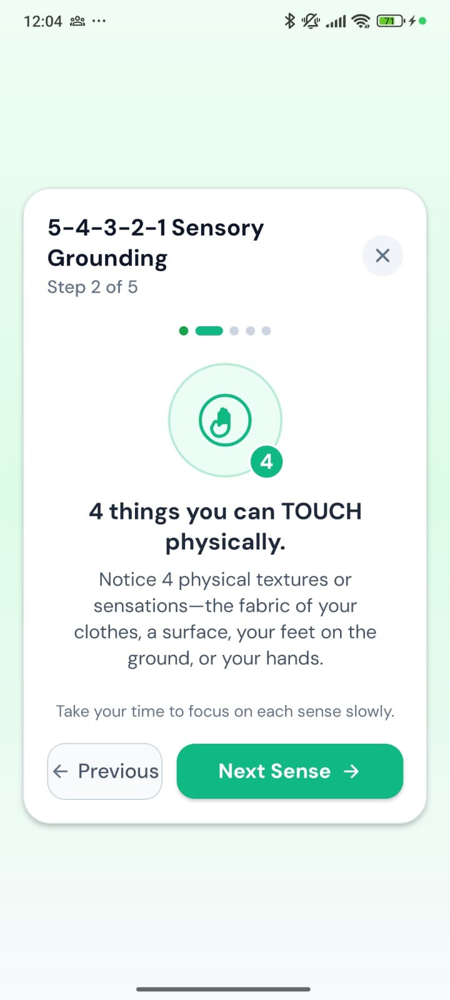 12:04
71
5-4-3-2-1 Sensory
Grounding
Step 2 of 5
4
4 things you can TOUCH
physically.
Notice 4 physical textures or
sensations—the fabric of your
clothes, a surface, your feet on the
ground, or your hands.
Take your time to focus on each sense slowly.
← Previous
Next Sense →